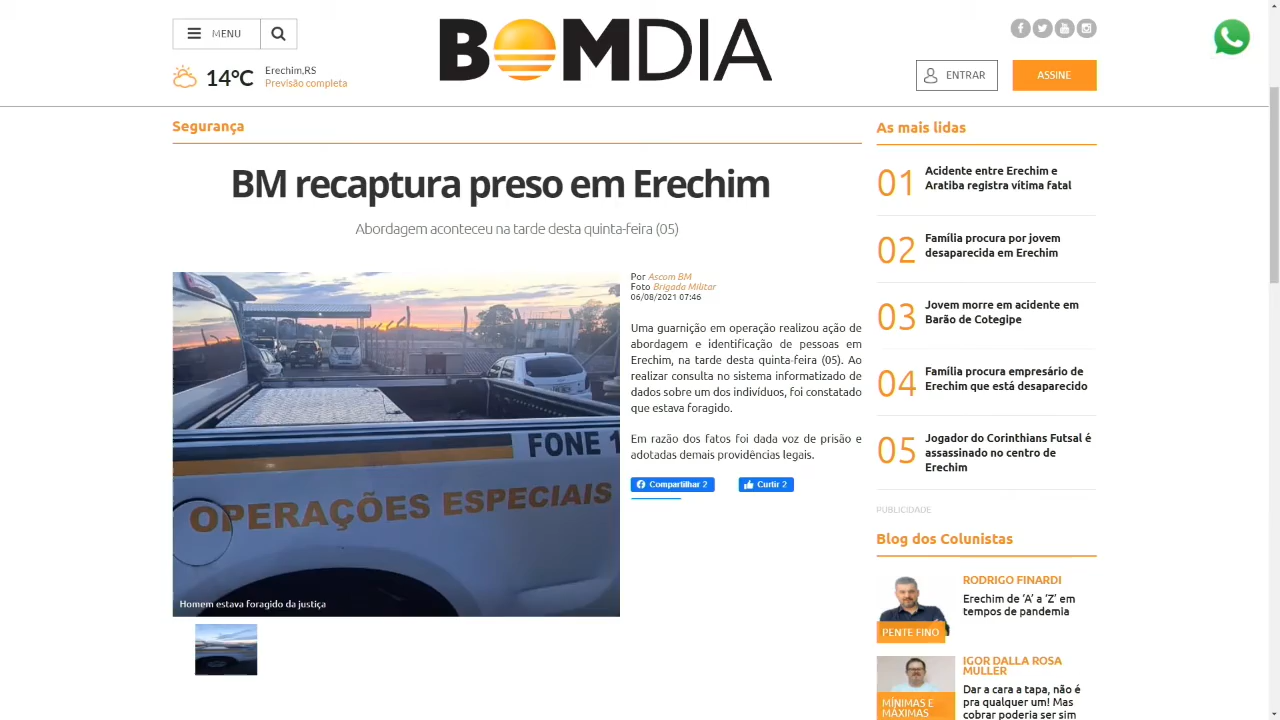 MENU
BOMDIA
14°C
Erechim,RS
Previsão completa
ENTRAR
ASSINE
Segurança
BM recaptura preso em Erechim
Abordagem aconteceu na tarde desta quinta-feira (05)
FONE 1
OPERAÇÕES ESPECIAIS
Homem estava foragido da justiça
Por Ascom BM
Foto Brigada Militar
06/08/2021 07:46
Uma guarnição em operação realizou ação de
abordagem e identificação de pessoas em
Erechim, na tarde desta quinta-feira (05). Ao
realizar consulta no sistema informatizado de
dados sobre um dos indivíduos, foi constatado
que estava foragido.
Em razão dos fatos foi dada voz de prisão e
adotadas demais providências legais.
Compartilhar 2
Curtir 2
As mais lidas
01
Acidente entre Erechim e
Aratiba registra vítima fatal
02
Família procura por jovem
desaparecida em Erechim
03
Jovem morre em acidente em
Barão de Cotegipe
04
Família procura empresário de
Erechim que está desaparecido
05
Jogador do Corinthians Futsal é
assassinado no centro de
Erechim
PUBLICIDADE
Blog dos Colunistas
PENTE FINO
RODRIGO FINARDI
Erechim de ‘A’ a ‘Z’ em
tempos de pandemia
MÍNIMAS E
MÁXIMAS
IGOR DALLA ROSA
MULLER
Dar a cara a tapa, não é
pra qualquer um! Mas
cobrar poderia ser sim